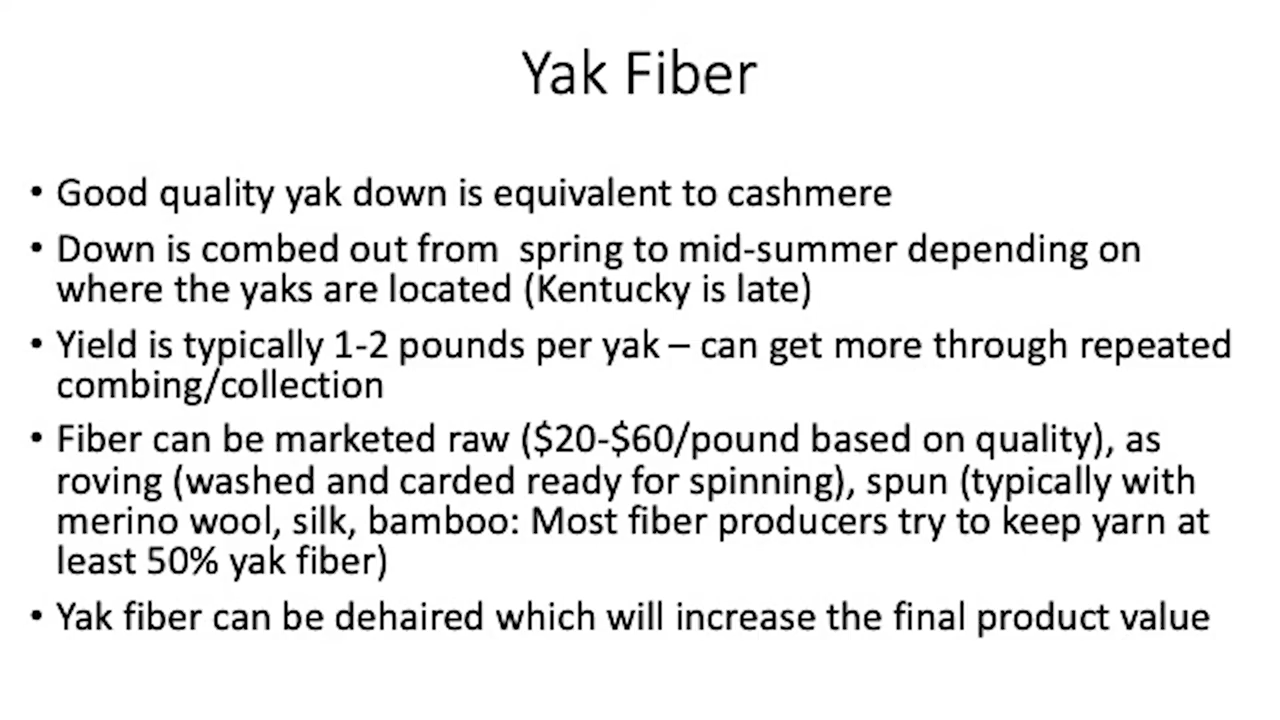 Yak Fiber
• Good quality yak down is equivalent to cashmere
• Down is combed out from  spring to mid-summer depending on
where the yaks are located (Kentucky is late)
• Yield is typically 1-2 pounds per yak – can get more through repeated
combing/collection
• Fiber can be marketed raw ($20-$60/pound based on quality), as
roving (washed and carded ready for spinning), spun (typically with
merino wool, silk, bamboo: Most fiber producers try to keep yarn at
least 50% yak fiber)
• Yak fiber can be dehaired which will increase the final product value